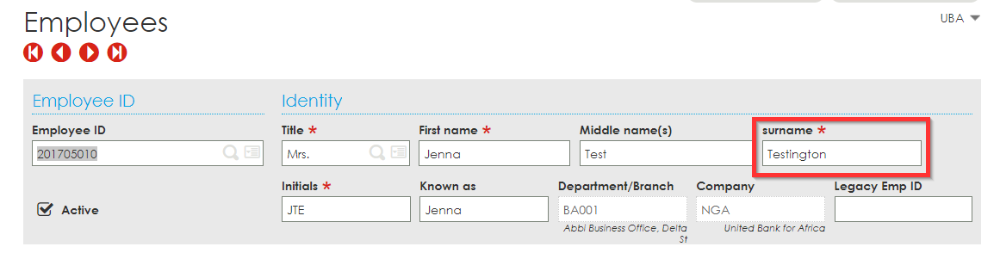 Employees
UBA
Employee ID
Identity
Employee ID
Title *
First name *
Middle name(s)
surname *
201705010
Mrs.
Jenna
Test
Testington
Active
Initials *
Known as
Department/Branch
Company
Legacy Emp ID
JTE
Jenna
BA001
NGA
Abbi Business Office, Delta
St
United Bank for Africa